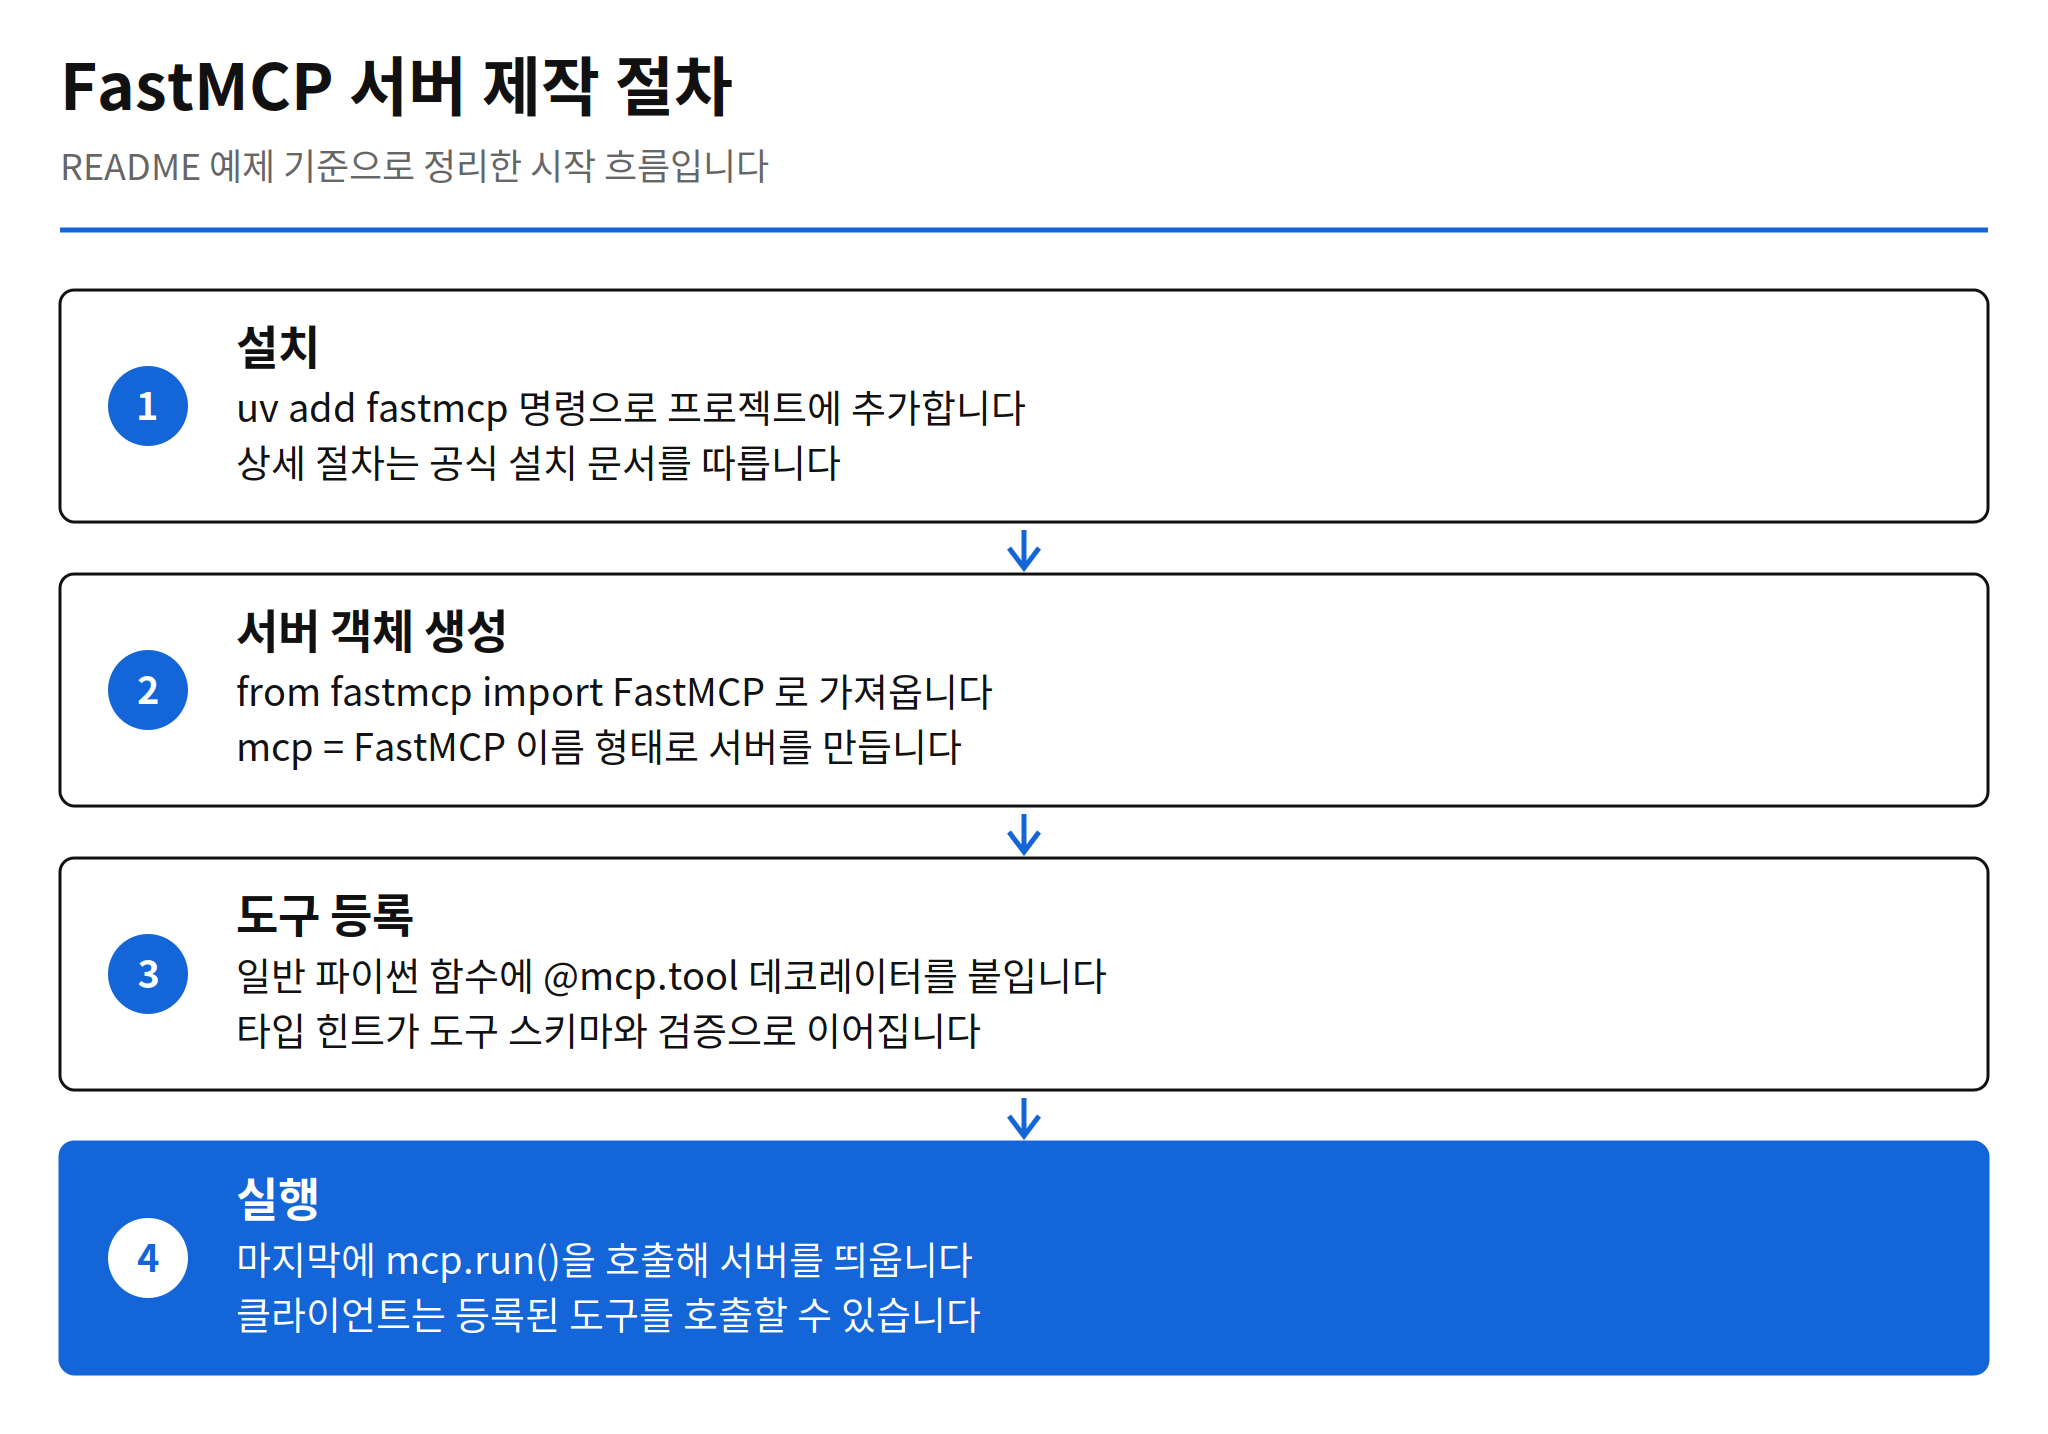 FastMCP 서버 제작 절차
README 예제 기준으로 정리한 시작 흐름입니다
1
설치
uv add fastmcp 명령으로 프로젝트에 추가합니다
상세 절차는 공식 설치 문서를 따릅니다
2
서버 객체 생성
from fastmcp import FastMCP 로 가져옵니다
mcp = FastMCP 이름 형태로 서버를 만듭니다
3
도구 등록
일반 파이썬 함수에 @mcp.tool 데코레이터를 붙입니다
타입 힌트가 도구 스키마와 검증으로 이어집니다
4
실행
마지막에 mcp.run()을 호출해 서버를 띄웁니다
클라이언트는 등록된 도구를 호출할 수 있습니다